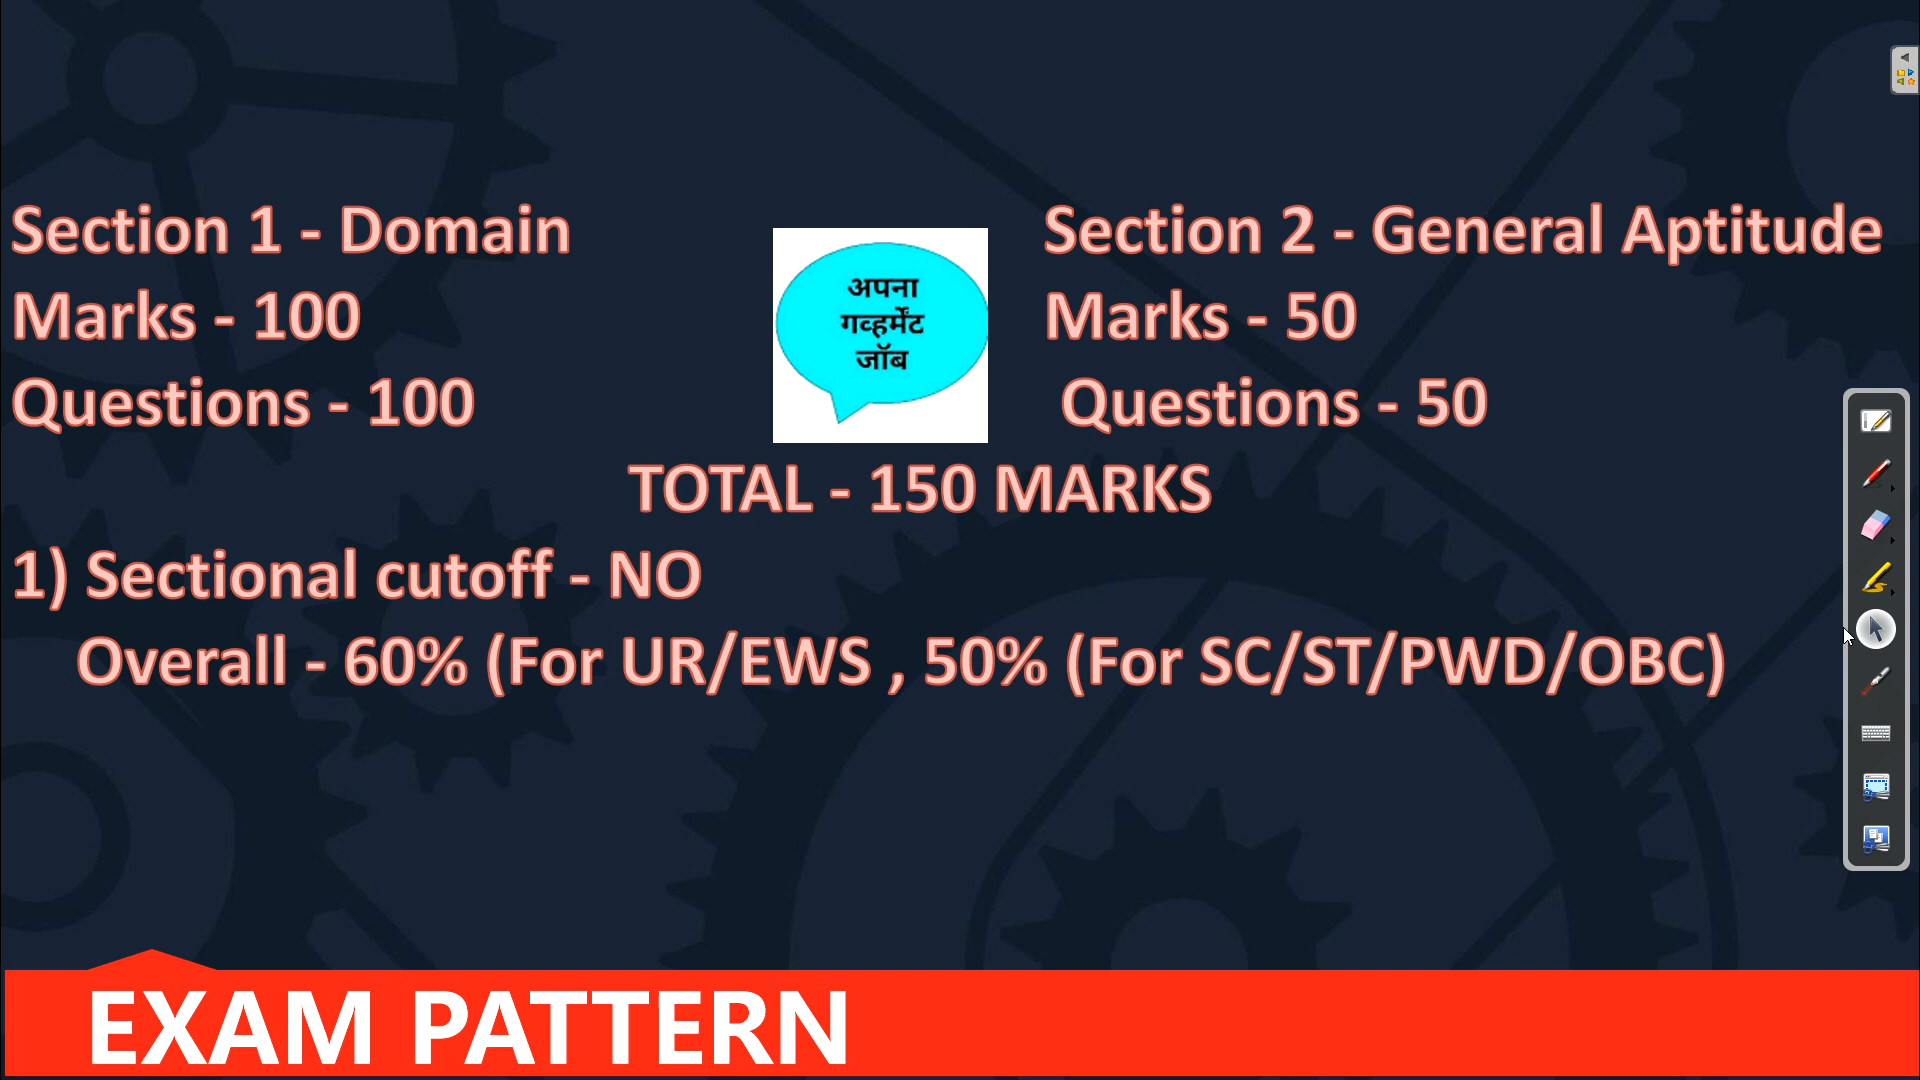 Section 1 - Domain
Marks - 100
Questions - 100
अपना
गव्हर्मेंट
जॉब
Section 2 - General Aptitude
Marks - 50
Questions - 50
TOTAL - 150 MARKS
1) Sectional cutoff - NO
Overall - 60% (For UR/EWS , 50% (For SC/ST/PWD/OBC)
EXAM PATTERN